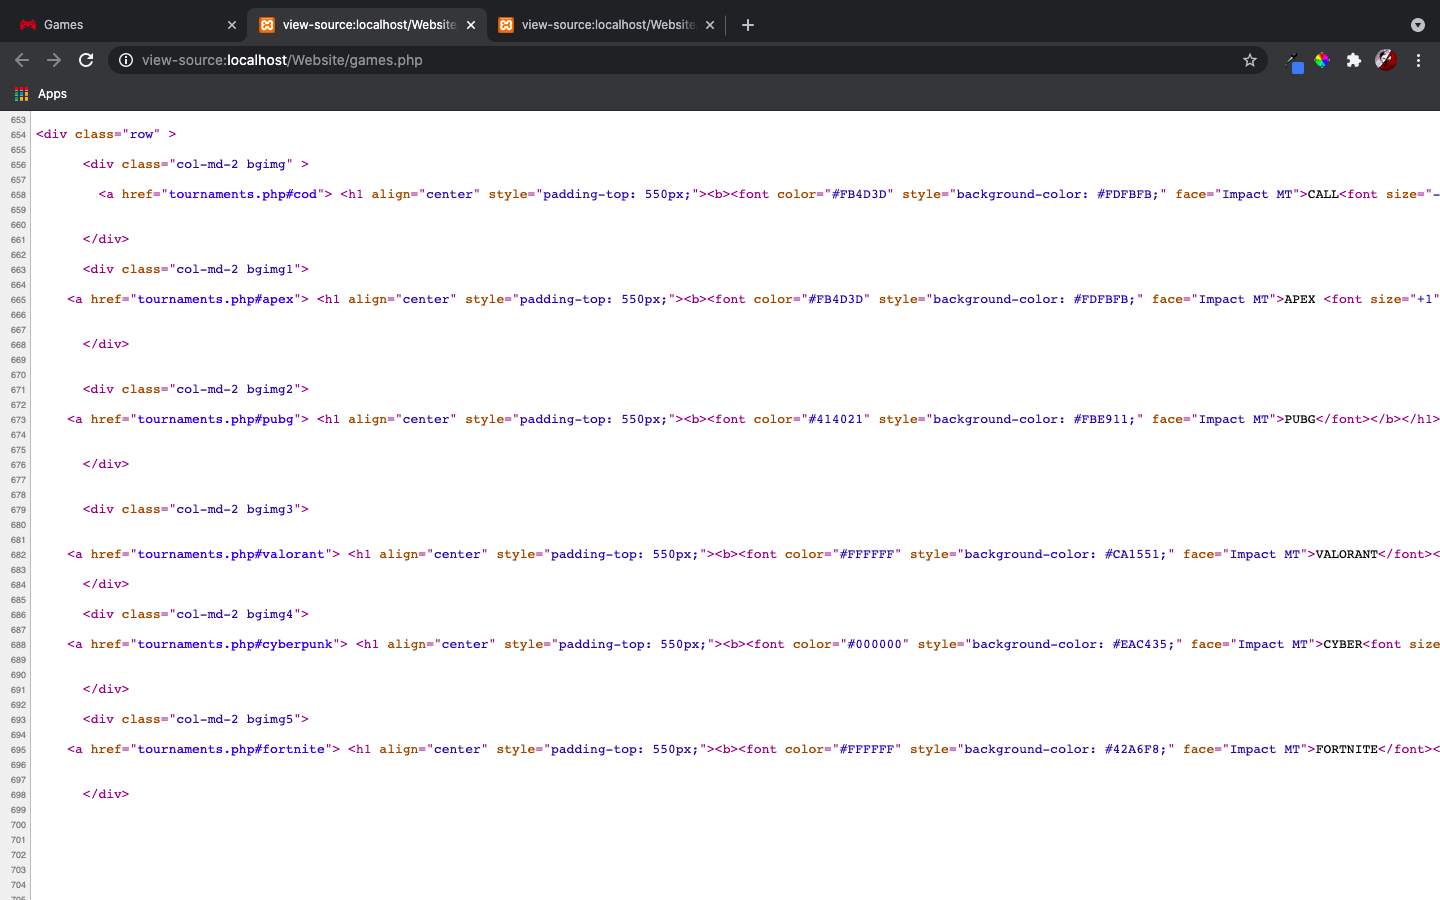 Games
view-source:localhost/Website
view-source:localhost/Website
view-source:localhost/Website/games.php
Apps
653
654 <div class="row" >
655
656 <div class="col-md-2 bgimg" >
657
658 <a href="tournaments.php#cod"> <h1 align="center" style="padding-top: 550px;"><b><font color="#FB4D3D" style="background-color: #FDFBFB;" face="Impact MT">CALL<font size="-
659
660
661 </div>
662
663 <div class="col-md-2 bgimg1">
664
665 <a href="tournaments.php#apex"> <h1 align="center" style="padding-top: 550px;"><b><font color="#FB4D3D" style="background-color: #FDFBFB;" face="Impact MT">APEX <font size="+1"
666
667
668 </div>
669
670
671 <div class="col-md-2 bgimg2">
672
673 <a href="tournaments.php#pubg"> <h1 align="center" style="padding-top: 550px;"><b><font color="#414021" style="background-color: #FBE911;" face="Impact MT">PUBG</font></b></h1>
674
675
676 </div>
677
678
679 <div class="col-md-2 bgimg3">
680
681
682 <a href="tournaments.php#valorant"> <h1 align="center" style="padding-top: 550px;"><b><font color="#FFFFFF" style="background-color: #CA1551;" face="Impact MT">VALORANT</font><
683
684 </div>
685
686 <div class="col-md-2 bgimg4">
687
688 <a href="tournaments.php#cyberpunk"> <h1 align="center" style="padding-top: 550px;"><b><font color="#000000" style="background-color: #EAC435;" face="Impact MT">CYBER<font size
689
690
691 </div>
692
693 <div class="col-md-2 bgimg5">
694
695 <a href="tournaments.php#fortnite"> <h1 align="center" style="padding-top: 550px;"><b><font color="#FFFFFF" style="background-color: #42A6F8;" face="Impact MT">FORTNITE</font><
696
697
698 </div>
699
700
701
702
703
704
705